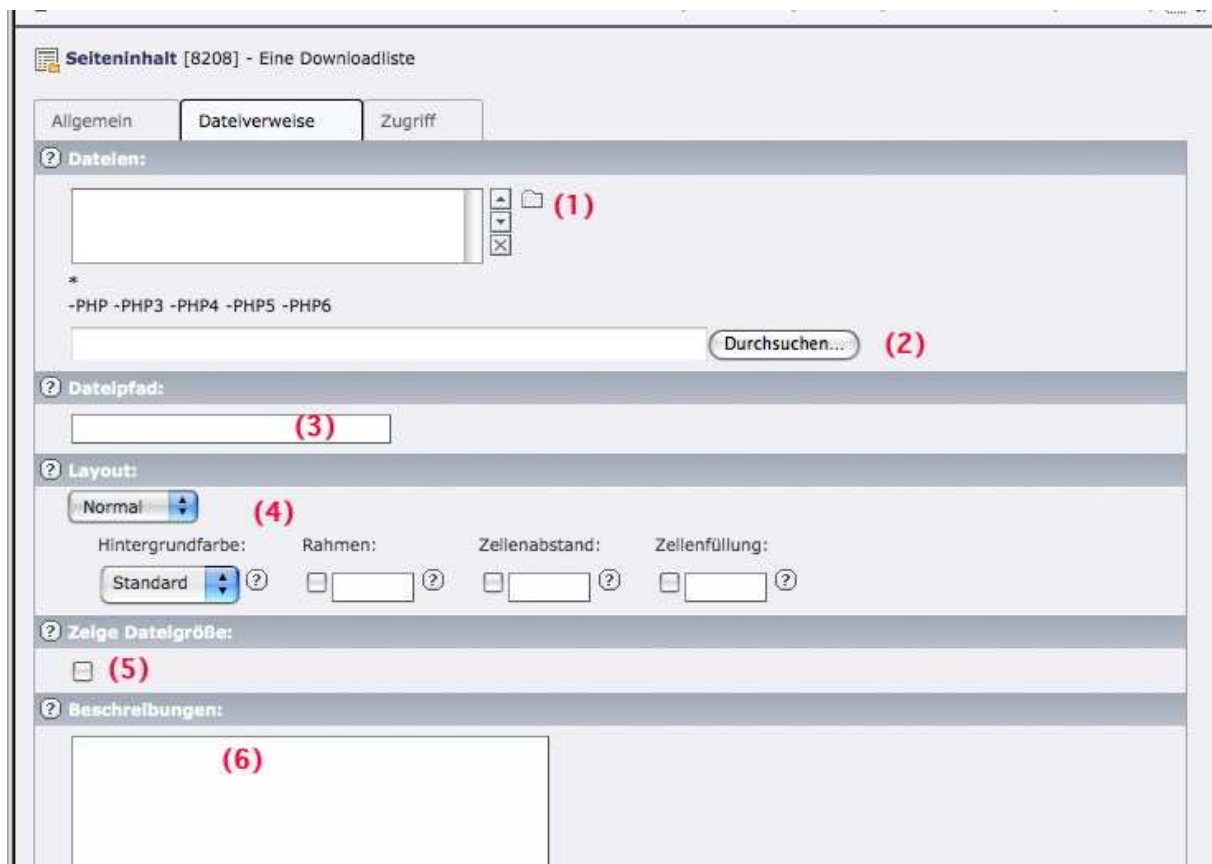 Seiteninhalt [8208] - Eine Downloadliste
Allgemein Dateiverweise Zugriff
? Dateien:
(1)
*
-PHP -PHP3 -PHP4 -PHP5 -PHP6
Durchsuchen... (2)
? Dateipfad:
(3)
? Layout:
Normal (4)
Hintergrundfarbe: Rahmen: Zellenabstand: Zellenfüllung:
Standard ? ? ? ?
? Zeige Dateigröße:
(5)
? Beschreibungen:
(6)